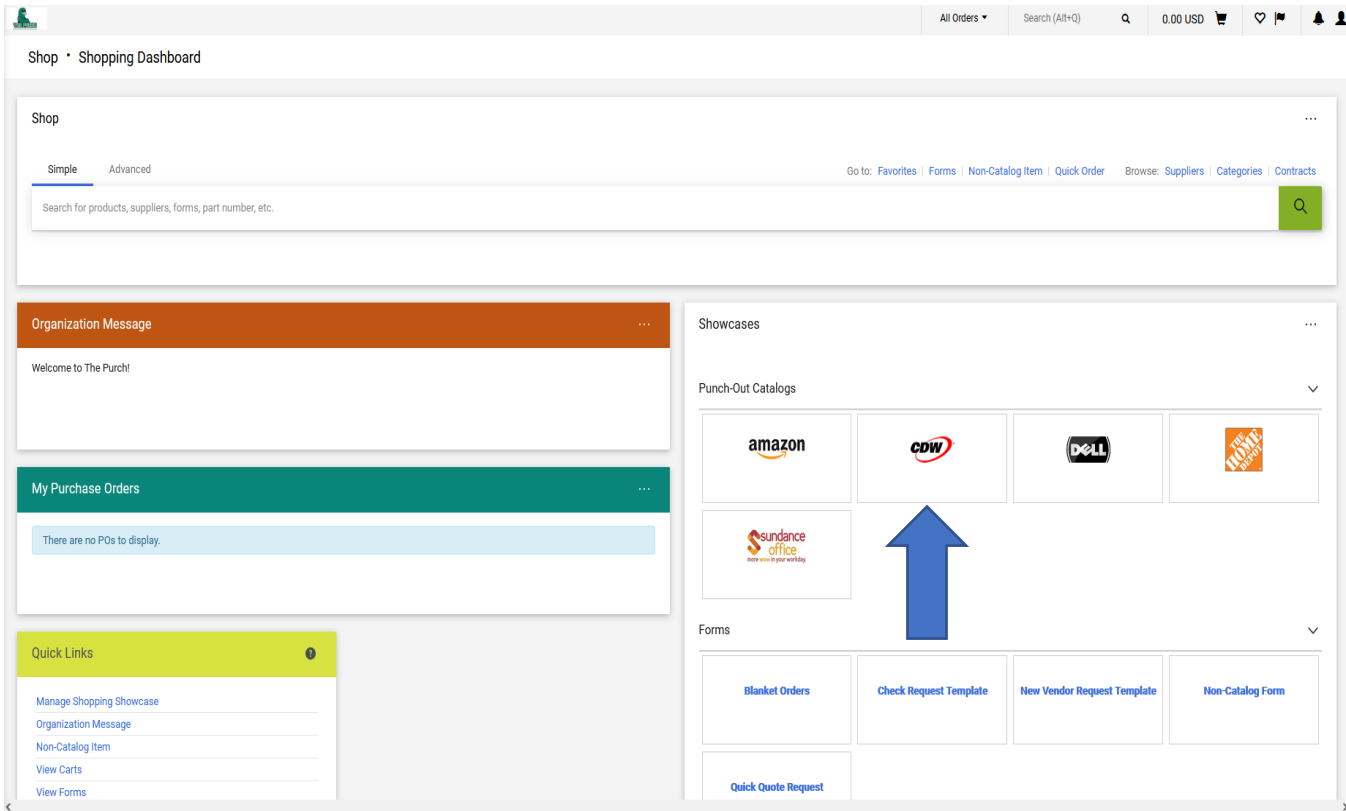 THE PURCH
All Orders
Search (Alt+Q)
0.00 USD
Shop • Shopping Dashboard
Shop
...
Simple
Advanced
Go to: Favorites | Forms | Non-Catalog Item | Quick Order
Browse: Suppliers | Categories | Contracts
Search for products, suppliers, forms, part number, etc.
Organization Message
...
Welcome to The Purch!
My Purchase Orders
...
There are no POs to display.
Quick Links
?
Manage Shopping Showcase
Organization Message
Non-Catalog Item
View Carts
View Forms
Showcases
...
Punch-Out Catalogs
amazon
CDW
DELL
THE HOME DEPOT
sundance
office
more wow in your workday.
Forms
Blanket Orders
Check Request Template
New Vendor Request Template
Non-Catalog Form
Quick Quote Request